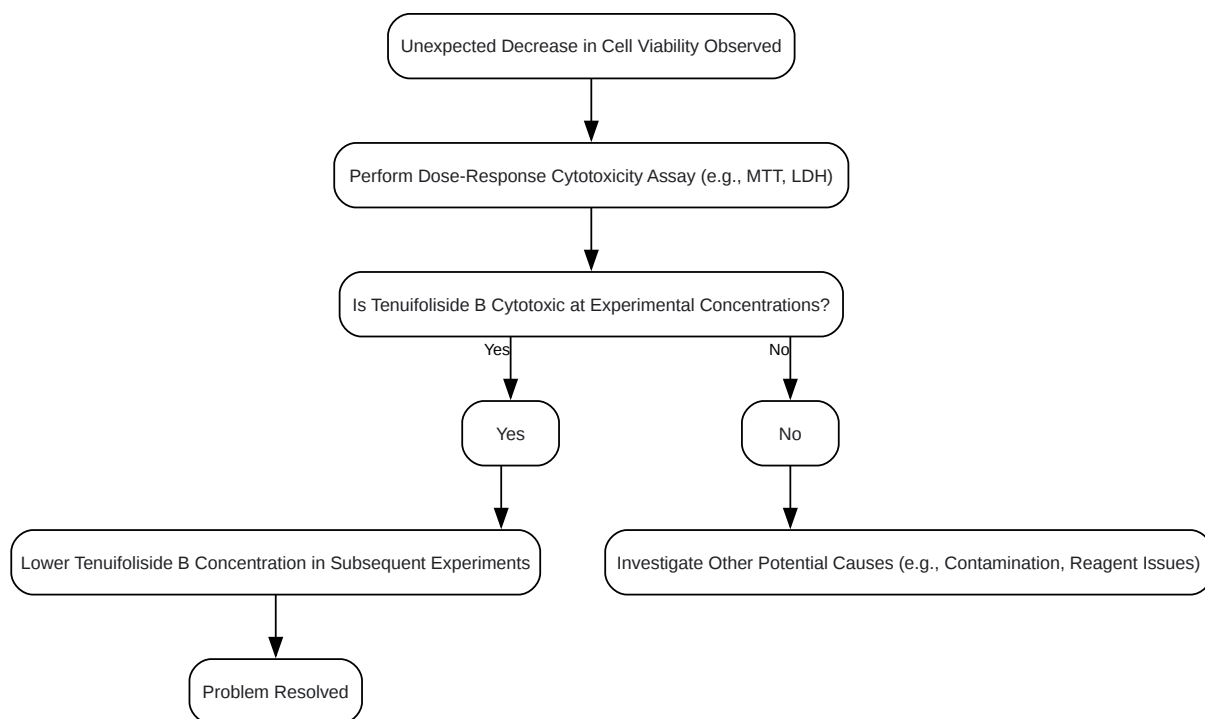 Unexpected Decrease in Cell Viability Observed
Perform Dose-Response Cytotoxicity Assay (e.g., MTT, LDH)
Is Tenuifoliside B Cytotoxic at Experimental Concentrations?
Yes
No
Yes
No
Lower Tenuifoliside B Concentration in Subsequent Experiments
Investigate Other Potential Causes (e.g., Contamination, Reagent Issues)
Problem Resolved